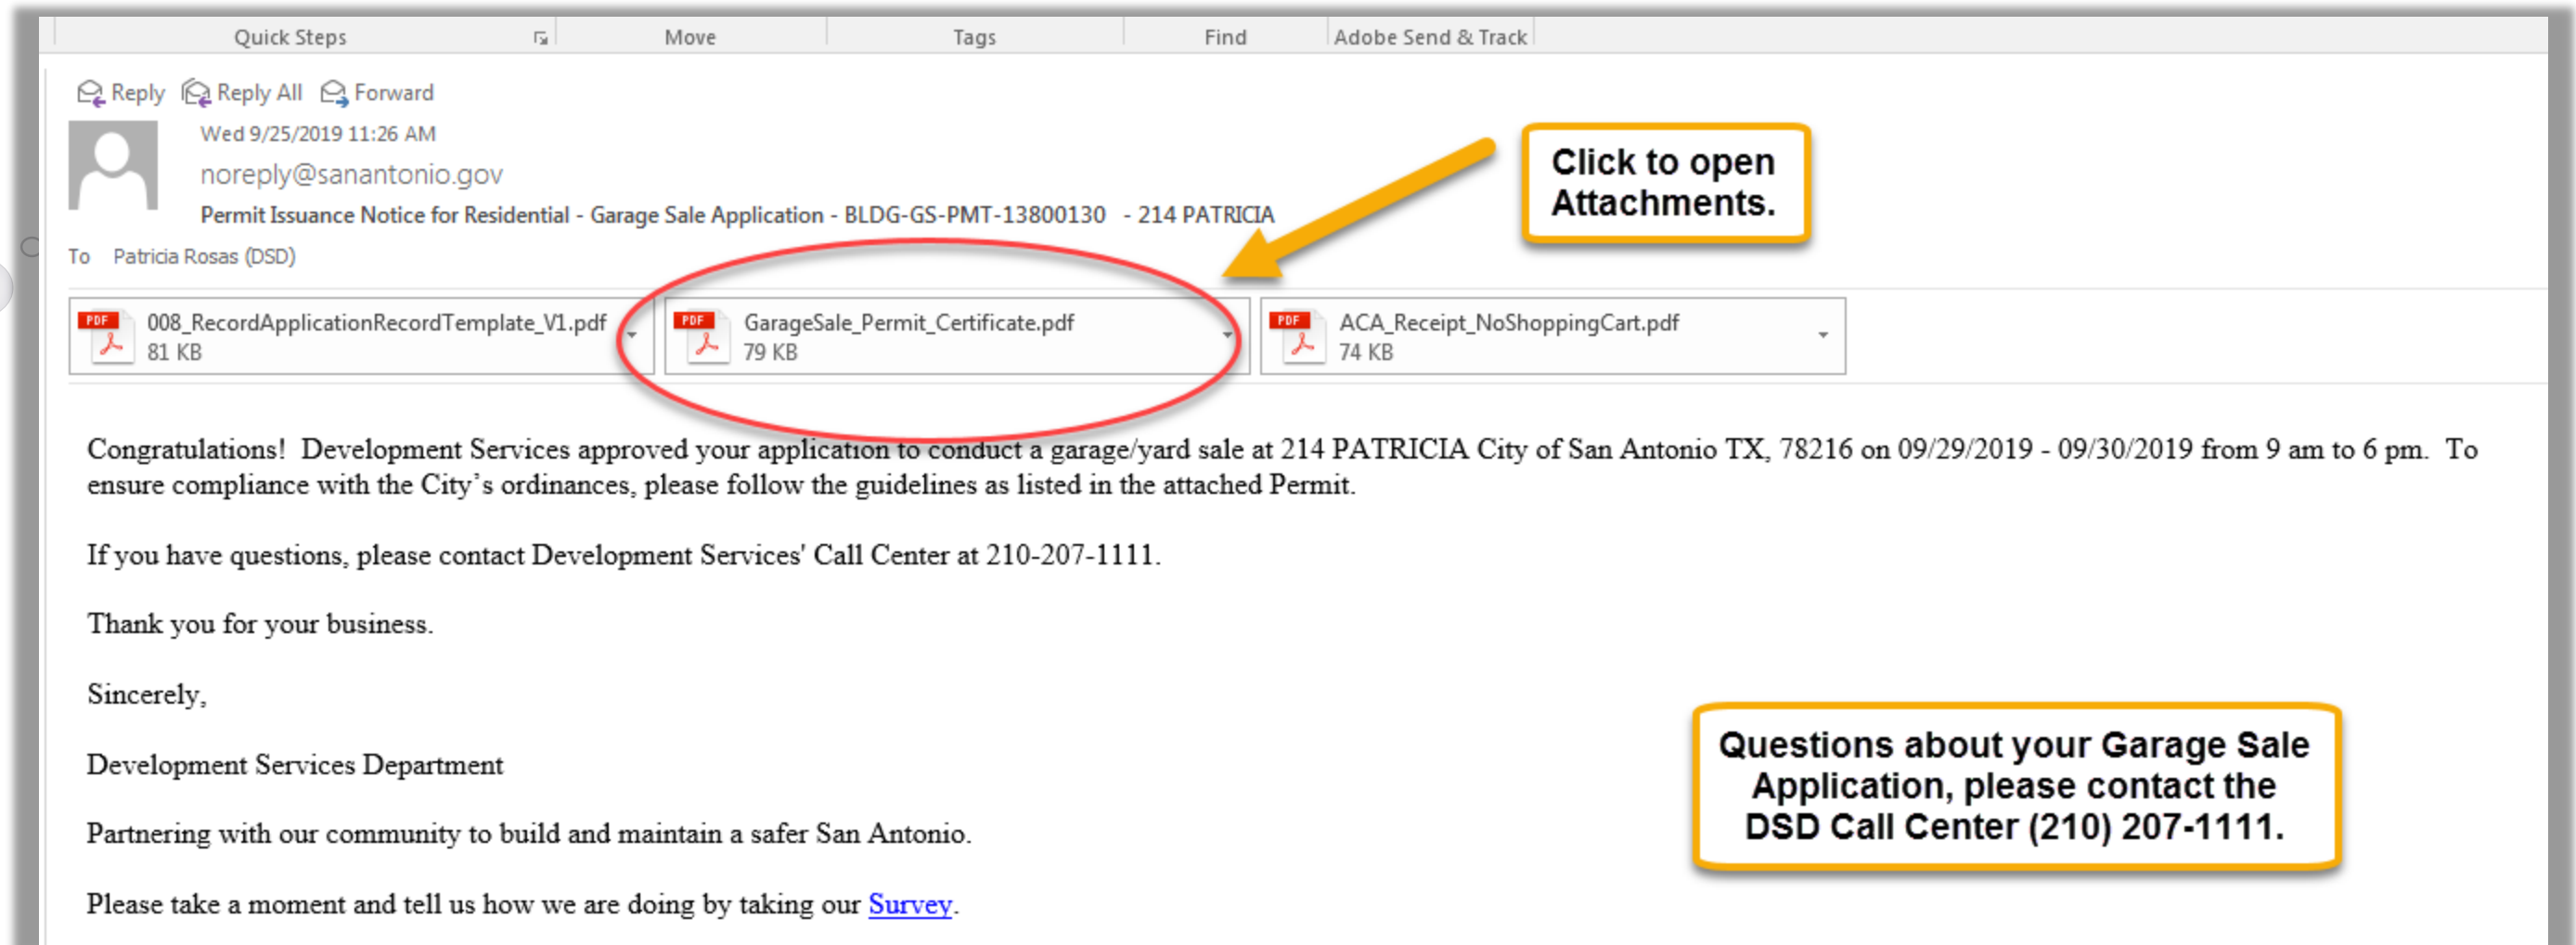 Quick Steps Move Tags Find Adobe Send & Track
Reply Reply All Forward
Wed 9/25/2019 11:26 AM
noreply@sanantonio.gov
Permit Issuance Notice for Residential - Garage Sale Application - BLDG-GS-PMT-13800130 - 214 PATRICIA
To Patricia Rosas (DSD)
Click to open
Attachments.
PDF 008_RecordApplicationRecordTemplate_V1.pdf
81 KB
PDF GarageSale_Permit_Certificate.pdf
79 KB
PDF ACA_Receipt_NoShoppingCart.pdf
74 KB
Congratulations! Development Services approved your application to conduct a garage/yard sale at 214 PATRICIA City of San Antonio TX, 78216 on 09/29/2019 - 09/30/2019 from 9 am to 6 pm. To
ensure compliance with the City's ordinances, please follow the guidelines as listed in the attached Permit.
If you have questions, please contact Development Services' Call Center at 210-207-1111.
Thank you for your business.
Sincerely,
Development Services Department
Partnering with our community to build and maintain a safer San Antonio.
Please take a moment and tell us how we are doing by taking our Survey.
Questions about your Garage Sale
Application, please contact the
DSD Call Center (210) 207-1111.